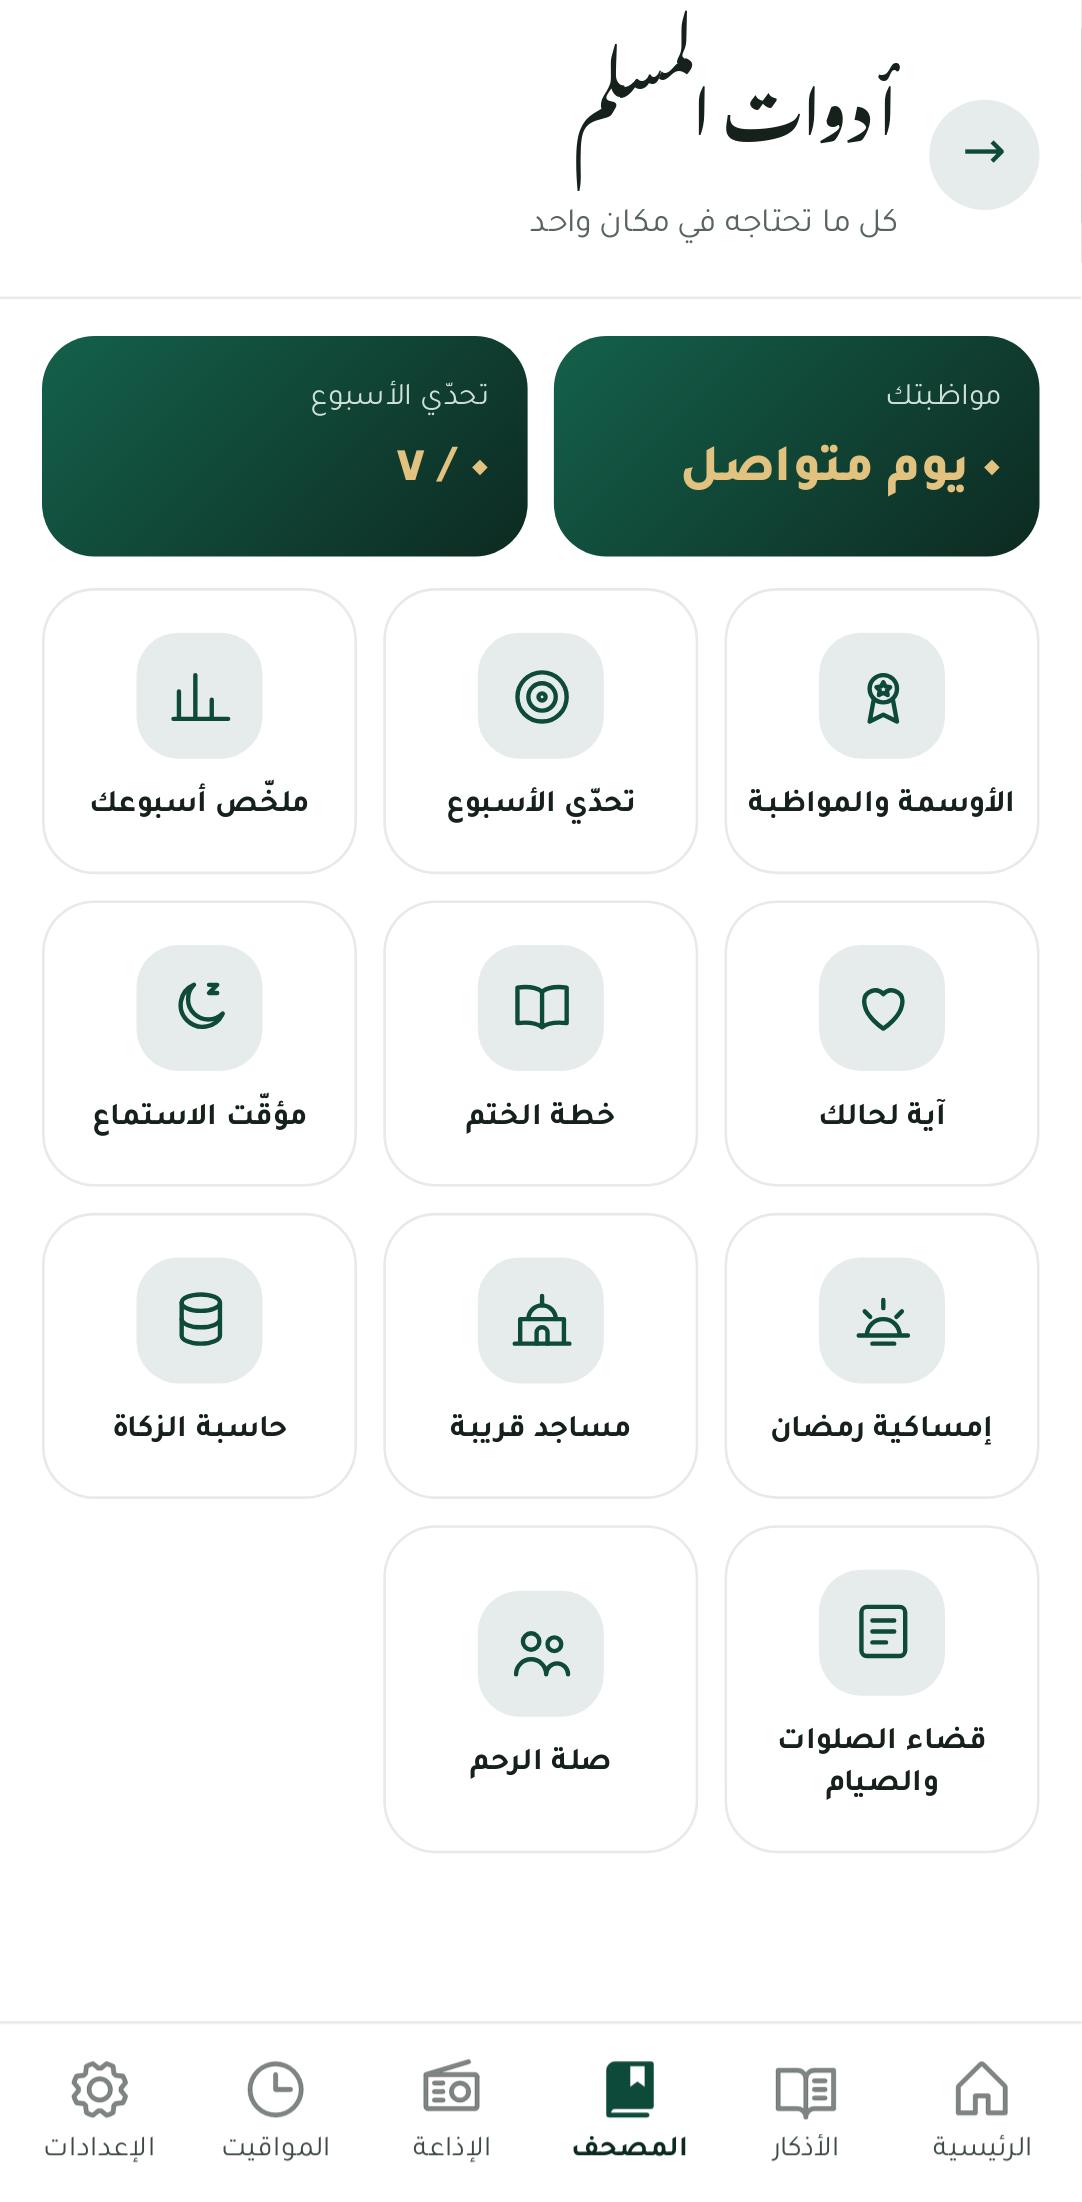 أدوات المسلم
كل ما تحتاجه في مكان واحد
مواظبتك
٠ يوم متواصل
تحدّي الأسبوع
٠ / ٧
الأوسمة والمواظبة
تحدّي الأسبوع
ملخّص أسبوعك
آية لحالك
خطة الختم
مؤقّت الاستماع
إمساكية رمضان
مساجد قريبة
حاسبة الزكاة
قضاء الصلوات
والصيام
صلة الرحم
الرئيسية
الأذكار
المصحف
الإذاعة
المواقيت
الإعدادات